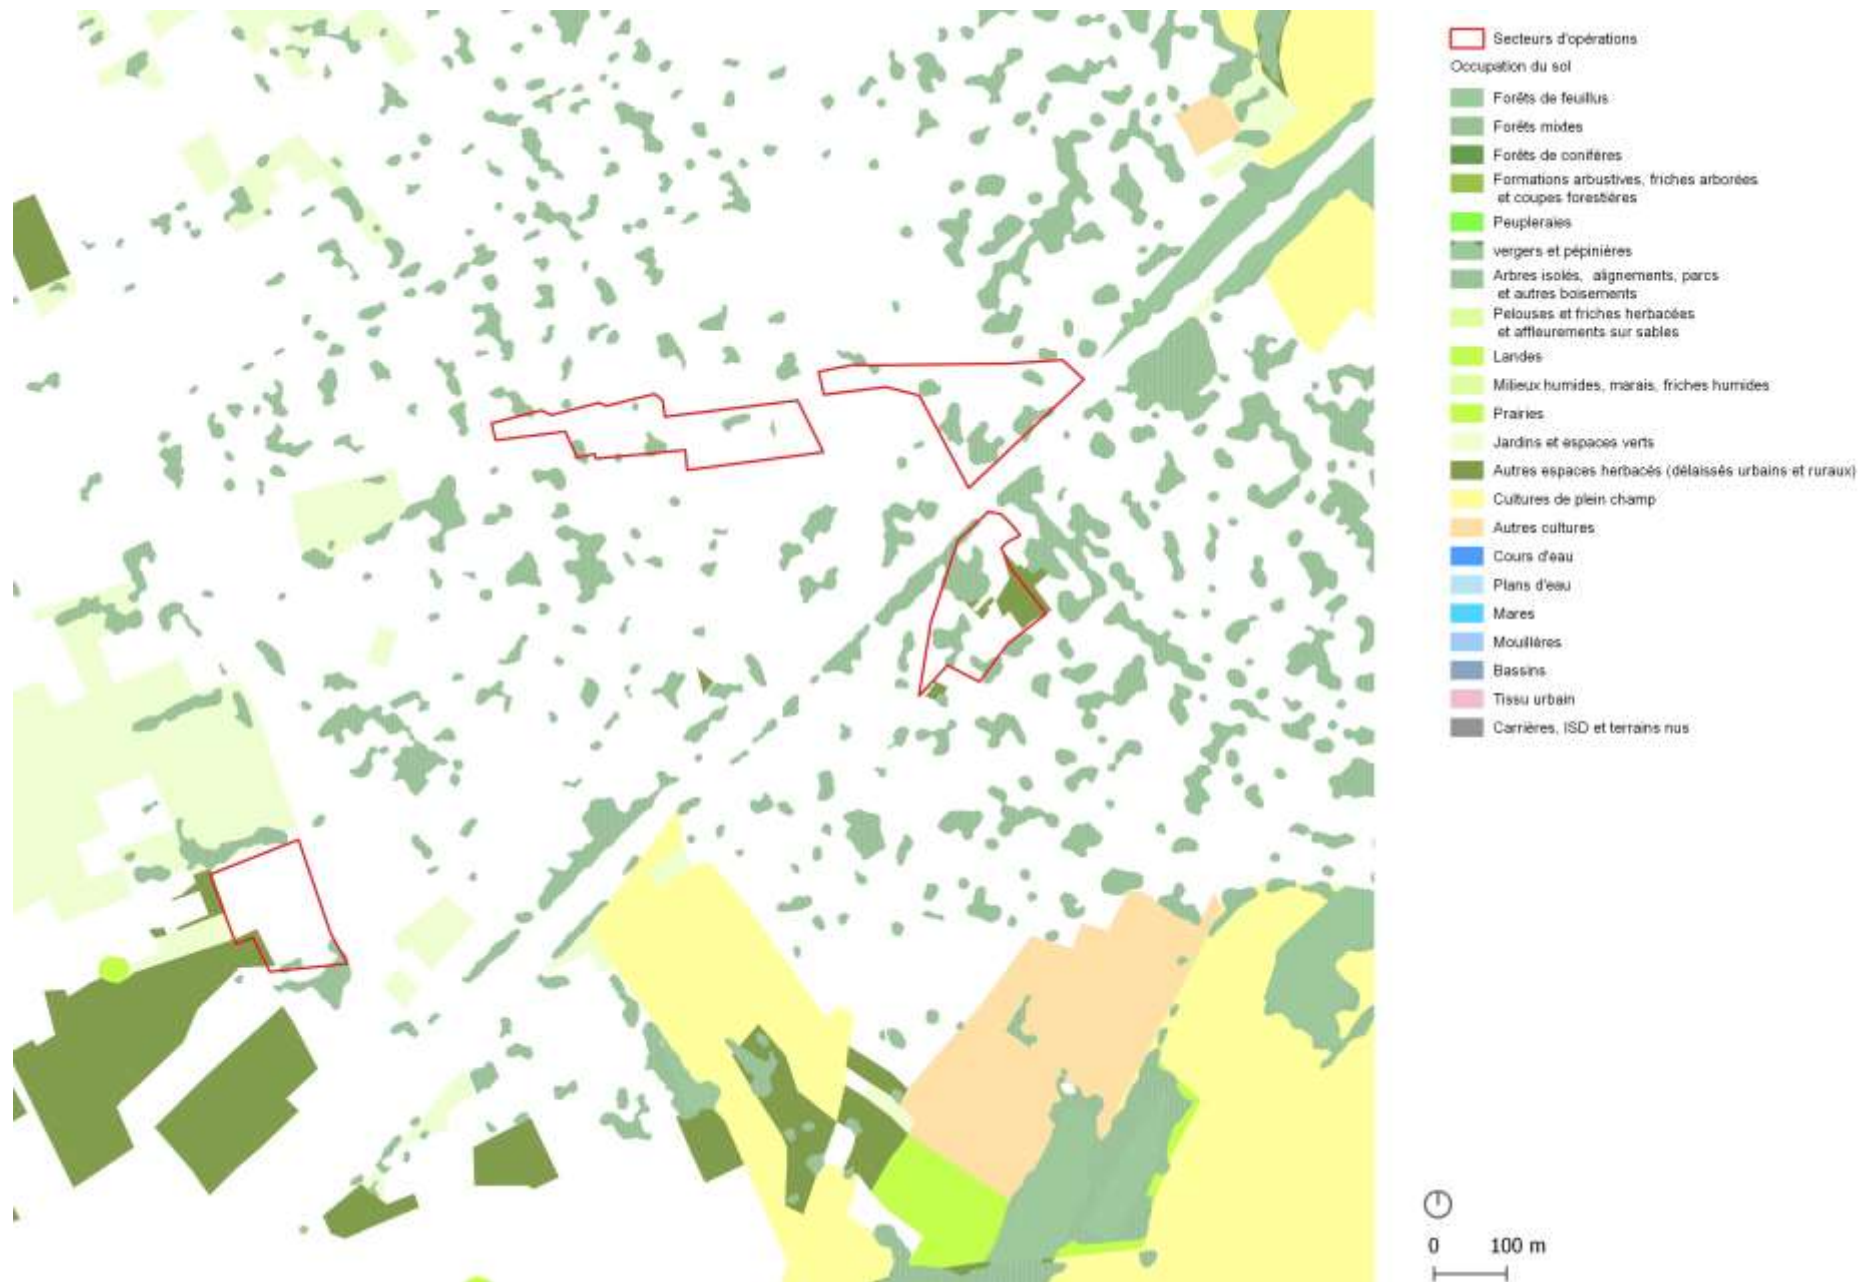 Secteurs d'opérations
Occupation du sol
Forêts de feuillus
Forêts mixtes
Forêts de conifères
Formations arbustives, friches arborées
et coupes forestières
Peupleraies
vergers et pépinières
Arbres isolés, alignements, parcs
et autres boisements
Pelouses et friches herbacées
et affleurements sur sables
Landes
Milieux humides, marais, friches humides
Prairies
Jardins et espaces verts
Autres espaces herbacés (délaissés urbains et ruraux)
Cultures de plein champ
Autres cultures
Cours d'eau
Plans d'eau
Mares
Mouillères
Bassins
Tissu urbain
Carrières, ISD et terrains nus
0 100 m